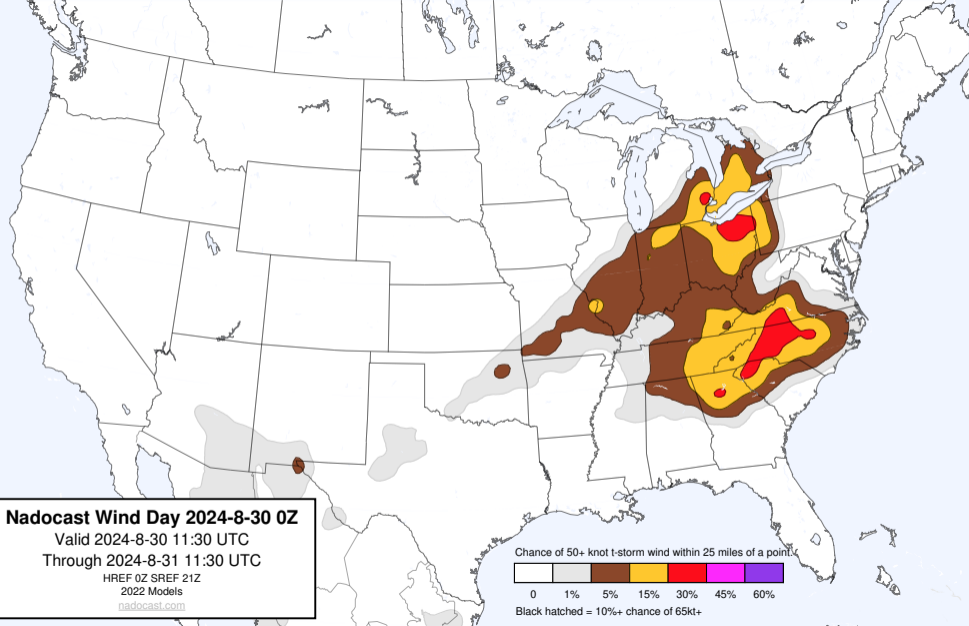 Nadocast Wind Day 2024-8-30 0Z
Valid 2024-8-30 11:30 UTC
Through 2024-8-31 11:30 UTC
HREF 0Z SREF 21Z
2022 Models
nadocast.com
Chance of 50+ knot t-storm wind within 25 miles of a point.
0 1% 5% 15% 30% 45% 60%
Black hatched = 10%+ chance of 65kt+